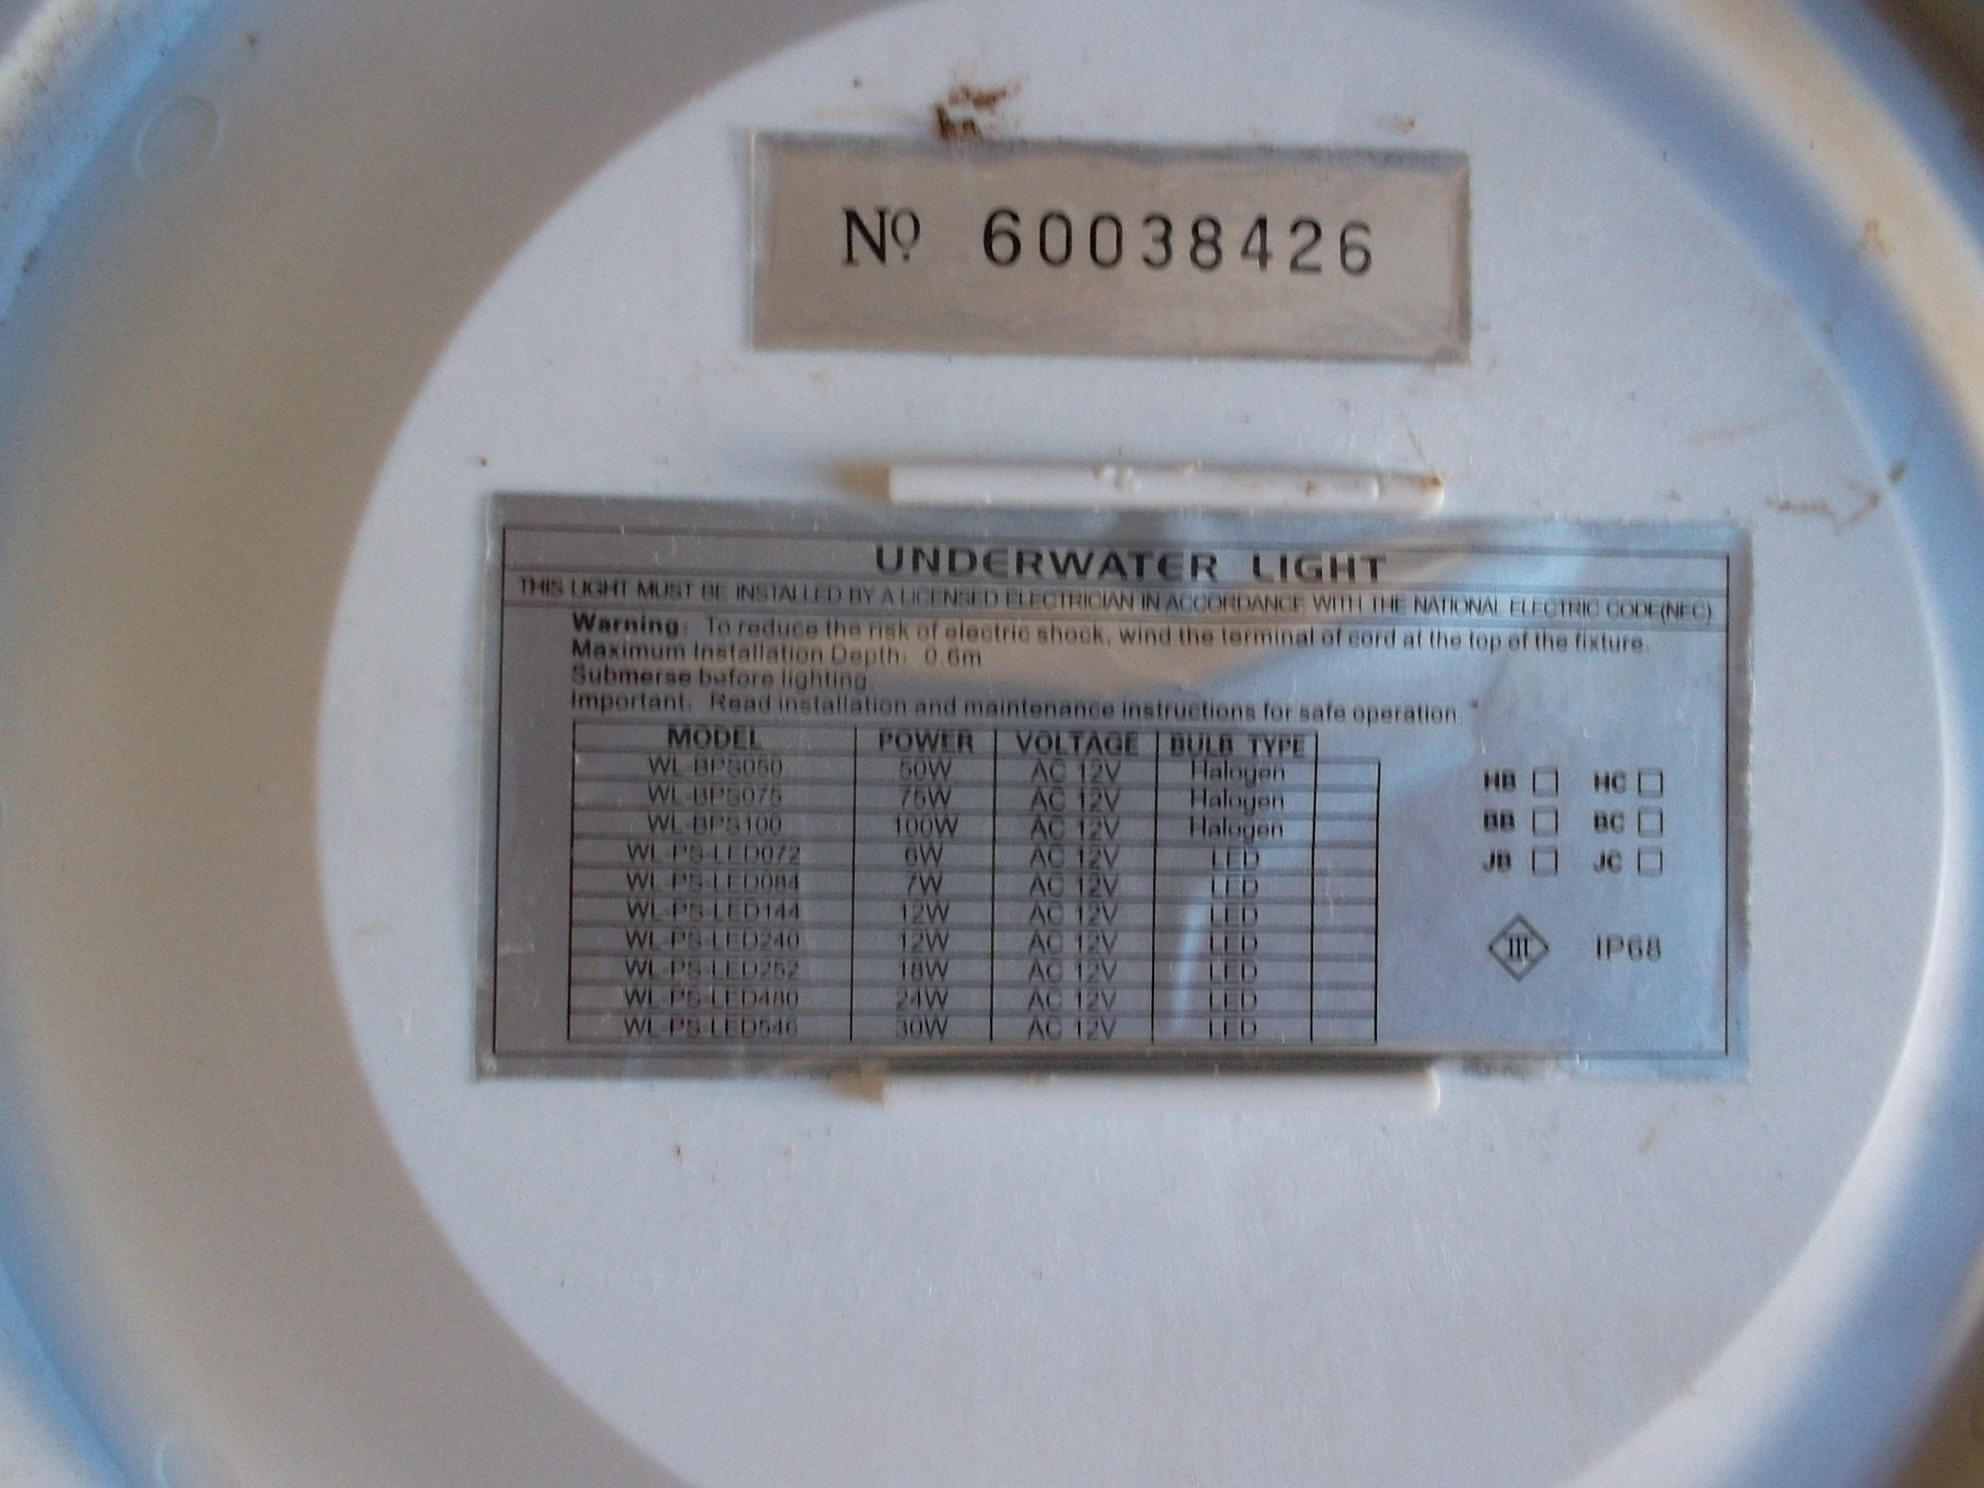 Nº 60038426
UNDERWATER LIGHT
THIS LIGHT MUST BE INSTALLED BY A LICENSED ELECTRICIAN IN ACCORDANCE WITH THE NATIONAL ELECTRIC CODE(NEC)
Warning: To reduce the risk of electric shock, wind the terminal of cord at the top of the fixture.
Maximum Installation Depth: 0.6m
Submerse before lighting.
Important: Read installation and maintenance instructions for safe operation.
MODEL POWER VOLTAGE BULB TYPE
WL-BPS050 50W AC 12V Halogen
WL-BPS075 75W AC 12V Halogen
WL-BPS100 100W AC 12V Halogen
WL-PS-LED072 6W AC 12V LED
WL-PS-LED084 7W AC 12V LED
WL-PS-LED144 12W AC 12V LED
WL-PS-LED240 12W AC 12V LED
WL-PS-LED252 18W AC 12V LED
WL-PS-LED480 24W AC 12V LED
WL-PS-LED546 30W AC 12V LED
HB □ HC □
BB □ BC □
JB □ JC □
III IP68